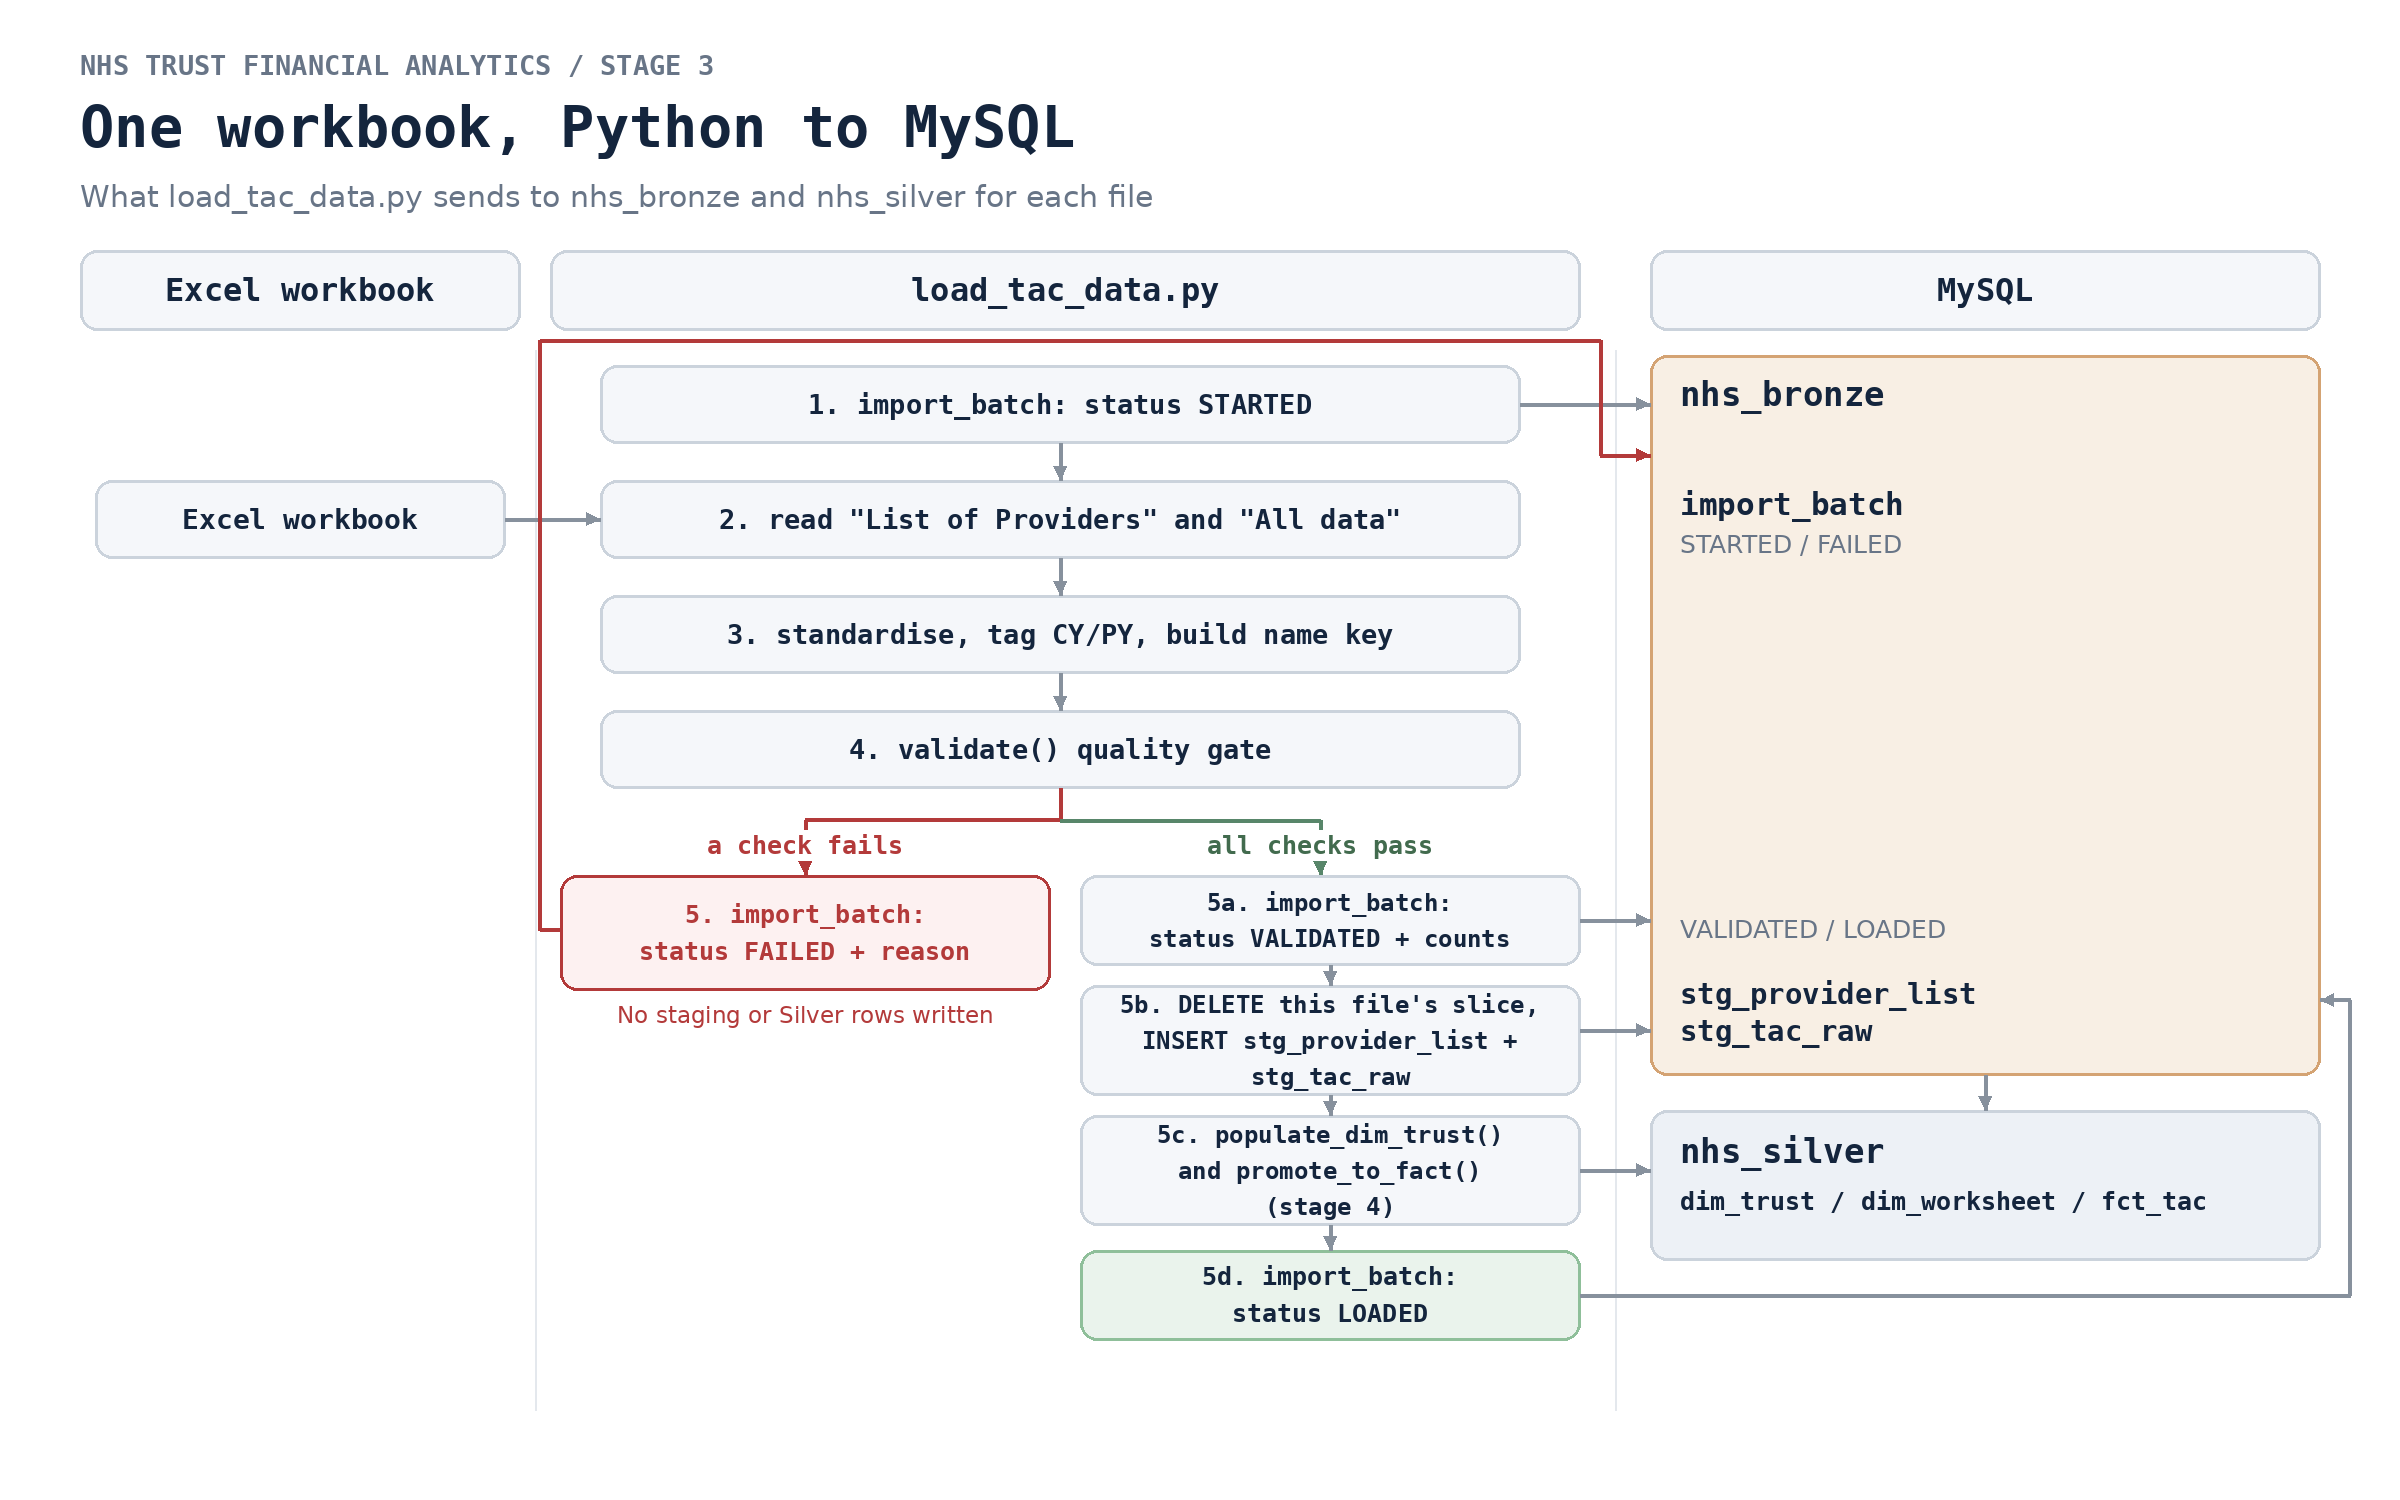 NHS TRUST FINANCIAL ANALYTICS / STAGE 3
One workbook, Python to MySQL
What load_tac_data.py sends to nhs_bronze and nhs_silver for each file
Excel workbook
load_tac_data.py
MySQL
1. import_batch: status STARTED
nhs_bronze
Excel workbook
2. read "List of Providers" and "All data"
import_batch
STARTED / FAILED
3. standardise, tag CY/PY, build name key
4. validate() quality gate
a check fails
all checks pass
5. import_batch:
status FAILED + reason
No staging or Silver rows written
5a. import_batch:
status VALIDATED + counts
VALIDATED / LOADED
5b. DELETE this file's slice,
INSERT stg_provider_list +
stg_tac_raw
stg_provider_list
stg_tac_raw
5c. populate_dim_trust()
and promote_to_fact()
(stage 4)
nhs_silver
dim_trust / dim_worksheet / fct_tac
5d. import_batch:
status LOADED